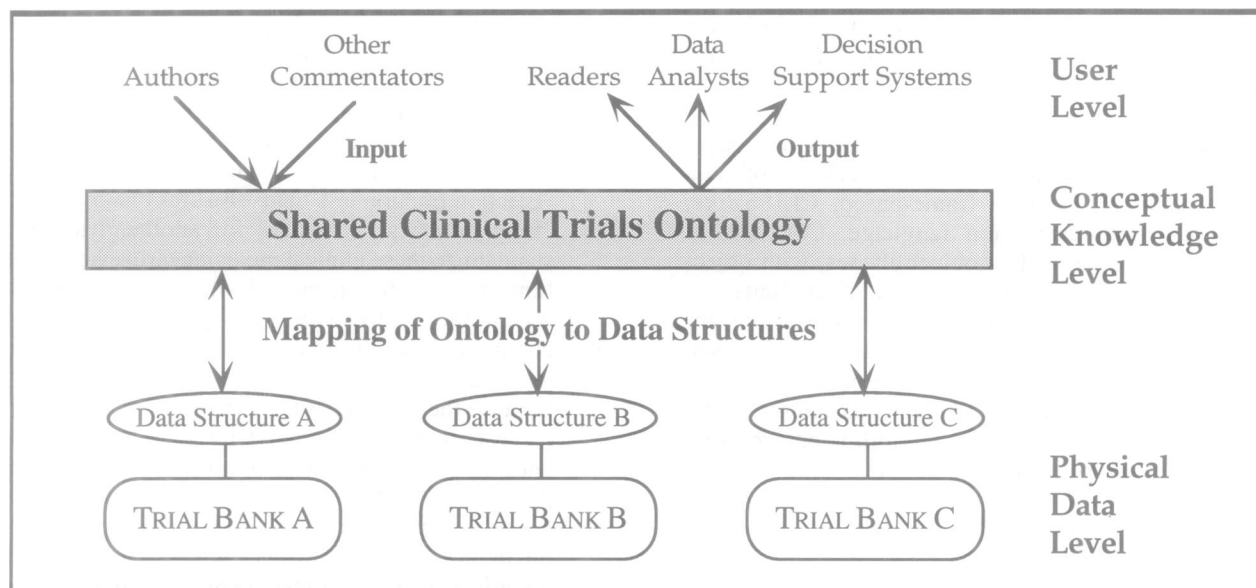 Authors
Other
Commentators
Readers
Data
Analysts
Decision
Support Systems
User
Level
Input
Output
Shared Clinical Trials Ontology
Conceptual
Knowledge
Level
Mapping of Ontology to Data Structures
Data Structure A
Data Structure B
Data Structure C
TRIAL BANK A
TRIAL BANK B
TRIAL BANK C
Physical
Data
Level